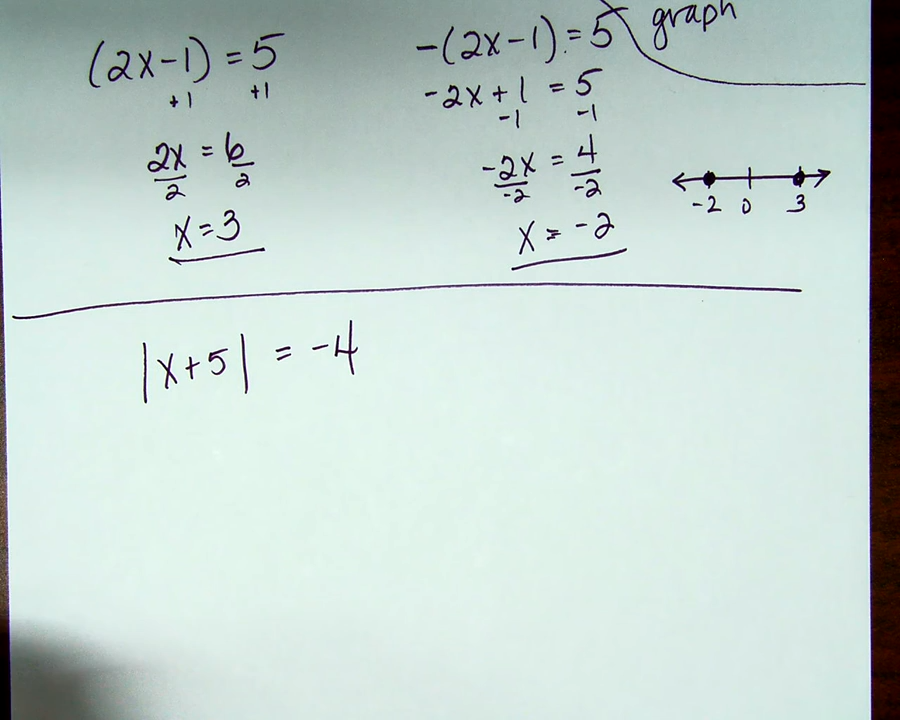 graph
(2x-1) = 5
+1 +1
2x = 6
2 2
x = 3
-(2x-1) = 5
-2x+1 = 5
-1 -1
-2x = 4
-2 -2
x = -2
-2 0 3
|x+5| = -4